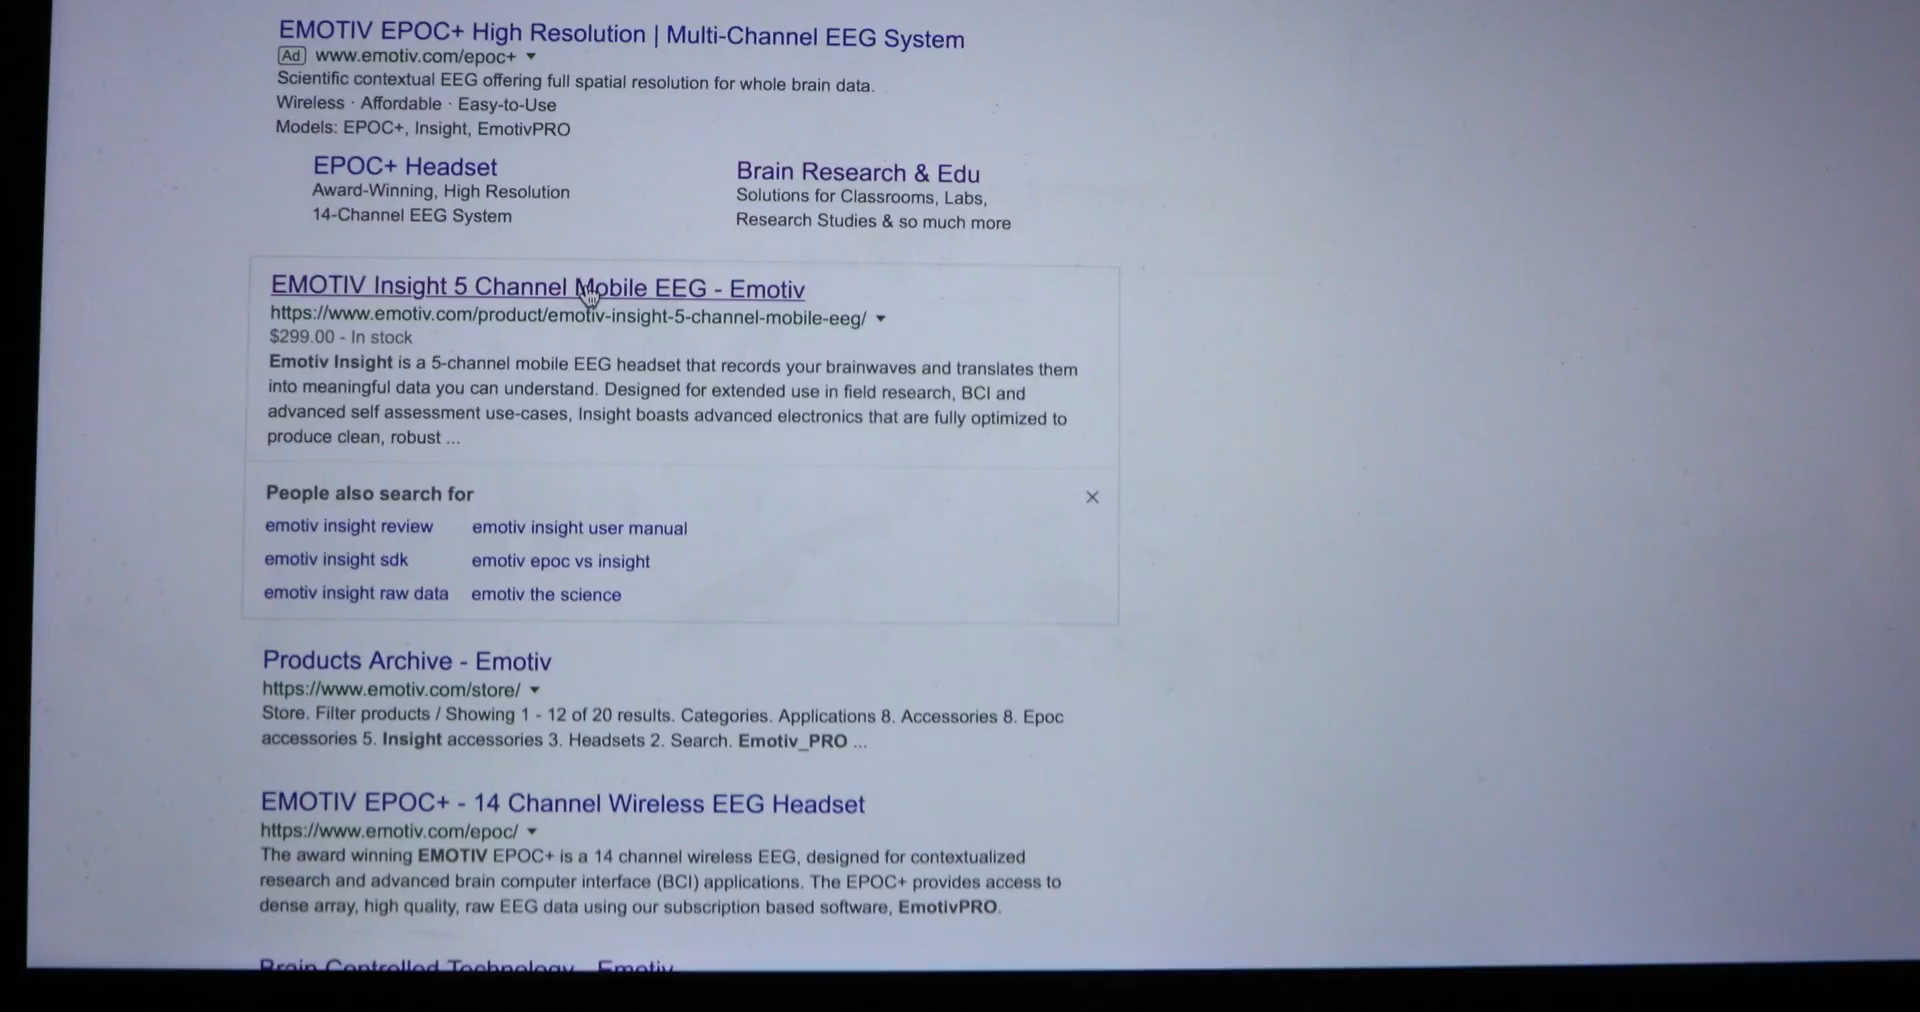 EMOTIV EPOC+ High Resolution | Multi-Channel EEG System
Ad www.emotiv.com/epoc+
Scientific contextual EEG offering full spatial resolution for whole brain data.
Wireless · Affordable · Easy-to-Use
Models: EPOC+, Insight, EmotivPRO
EPOC+ Headset
Award-Winning, High Resolution
14-Channel EEG System
Brain Research & Edu
Solutions for Classrooms, Labs,
Research Studies & so much more
EMOTIV Insight 5 Channel Mobile EEG - Emotiv
https://www.emotiv.com/product/emotiv-insight-5-channel-mobile-eeg/
$299.00 - In stock
Emotiv Insight is a 5-channel mobile EEG headset that records your brainwaves and translates them
into meaningful data you can understand. Designed for extended use in field research, BCI and
advanced self assessment use-cases, Insight boasts advanced electronics that are fully optimized to
produce clean, robust ...
People also search for
emotiv insight review
emotiv insight user manual
emotiv insight sdk
emotiv epoc vs insight
emotiv insight raw data
emotiv the science
Products Archive - Emotiv
https://www.emotiv.com/store/
Store. Filter products / Showing 1 - 12 of 20 results. Categories. Applications 8. Accessories 8. Epoc
accessories 5. Insight accessories 3. Headsets 2. Search. Emotiv_PRO ...
EMOTIV EPOC+ - 14 Channel Wireless EEG Headset
https://www.emotiv.com/epoc/
The award winning EMOTIV EPOC+ is a 14 channel wireless EEG, designed for contextualized
research and advanced brain computer interface (BCI) applications. The EPOC+ provides access to
dense array, high quality, raw EEG data using our subscription based software, EmotivPRO.
Brain Controlled Technology - Emotiv